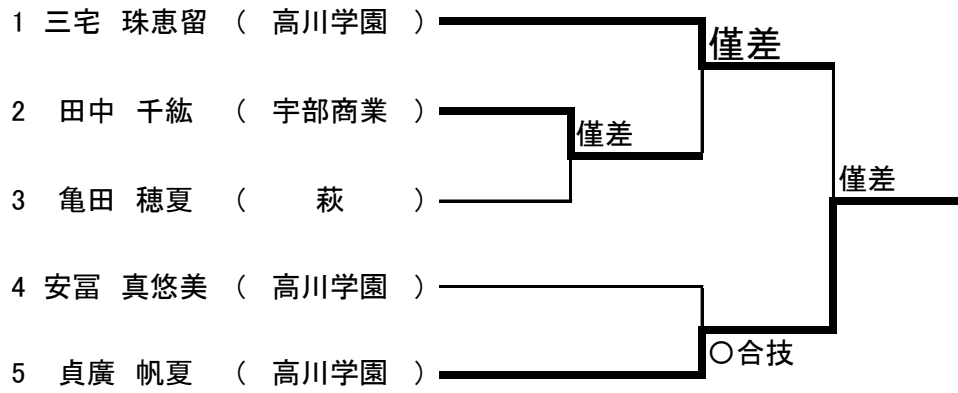 1 三宅 珠恵留 ( 高川学園 )
僅差
2 田中 千紘 ( 宇部商業 )
僅差
3 亀田 穂夏 ( 萩 )
僅差
4 安冨 真悠美 ( 高川学園 )
〇合技
5 貞廣 帆夏 ( 高川学園 )